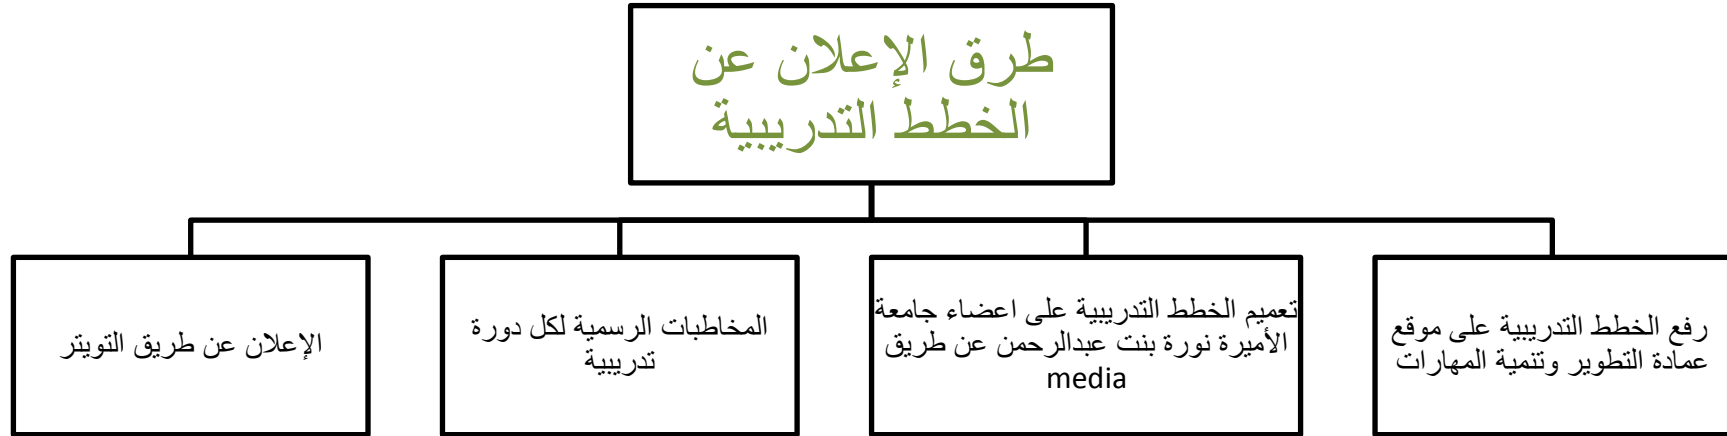 طرق الإعلان عن
الخطط التدريبية
رفع الخطط التدريبية على موقع
عمادة التطوير وتنمية المهارات
تعميم الخطط التدريبية على اعضاء جامعة
الأميرة نورة بنت عبدالرحمن عن طريق
media
المخاطبات الرسمية لكل دورة
تدريبية
الإعلان عن طريق التويتر